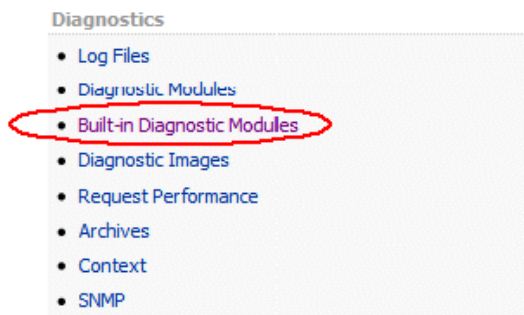 Diagnostics
Log Files
Diagnostic Modules
Built-in Diagnostic Modules
Diagnostic Images
Request Performance
Archives
Context
SNMP